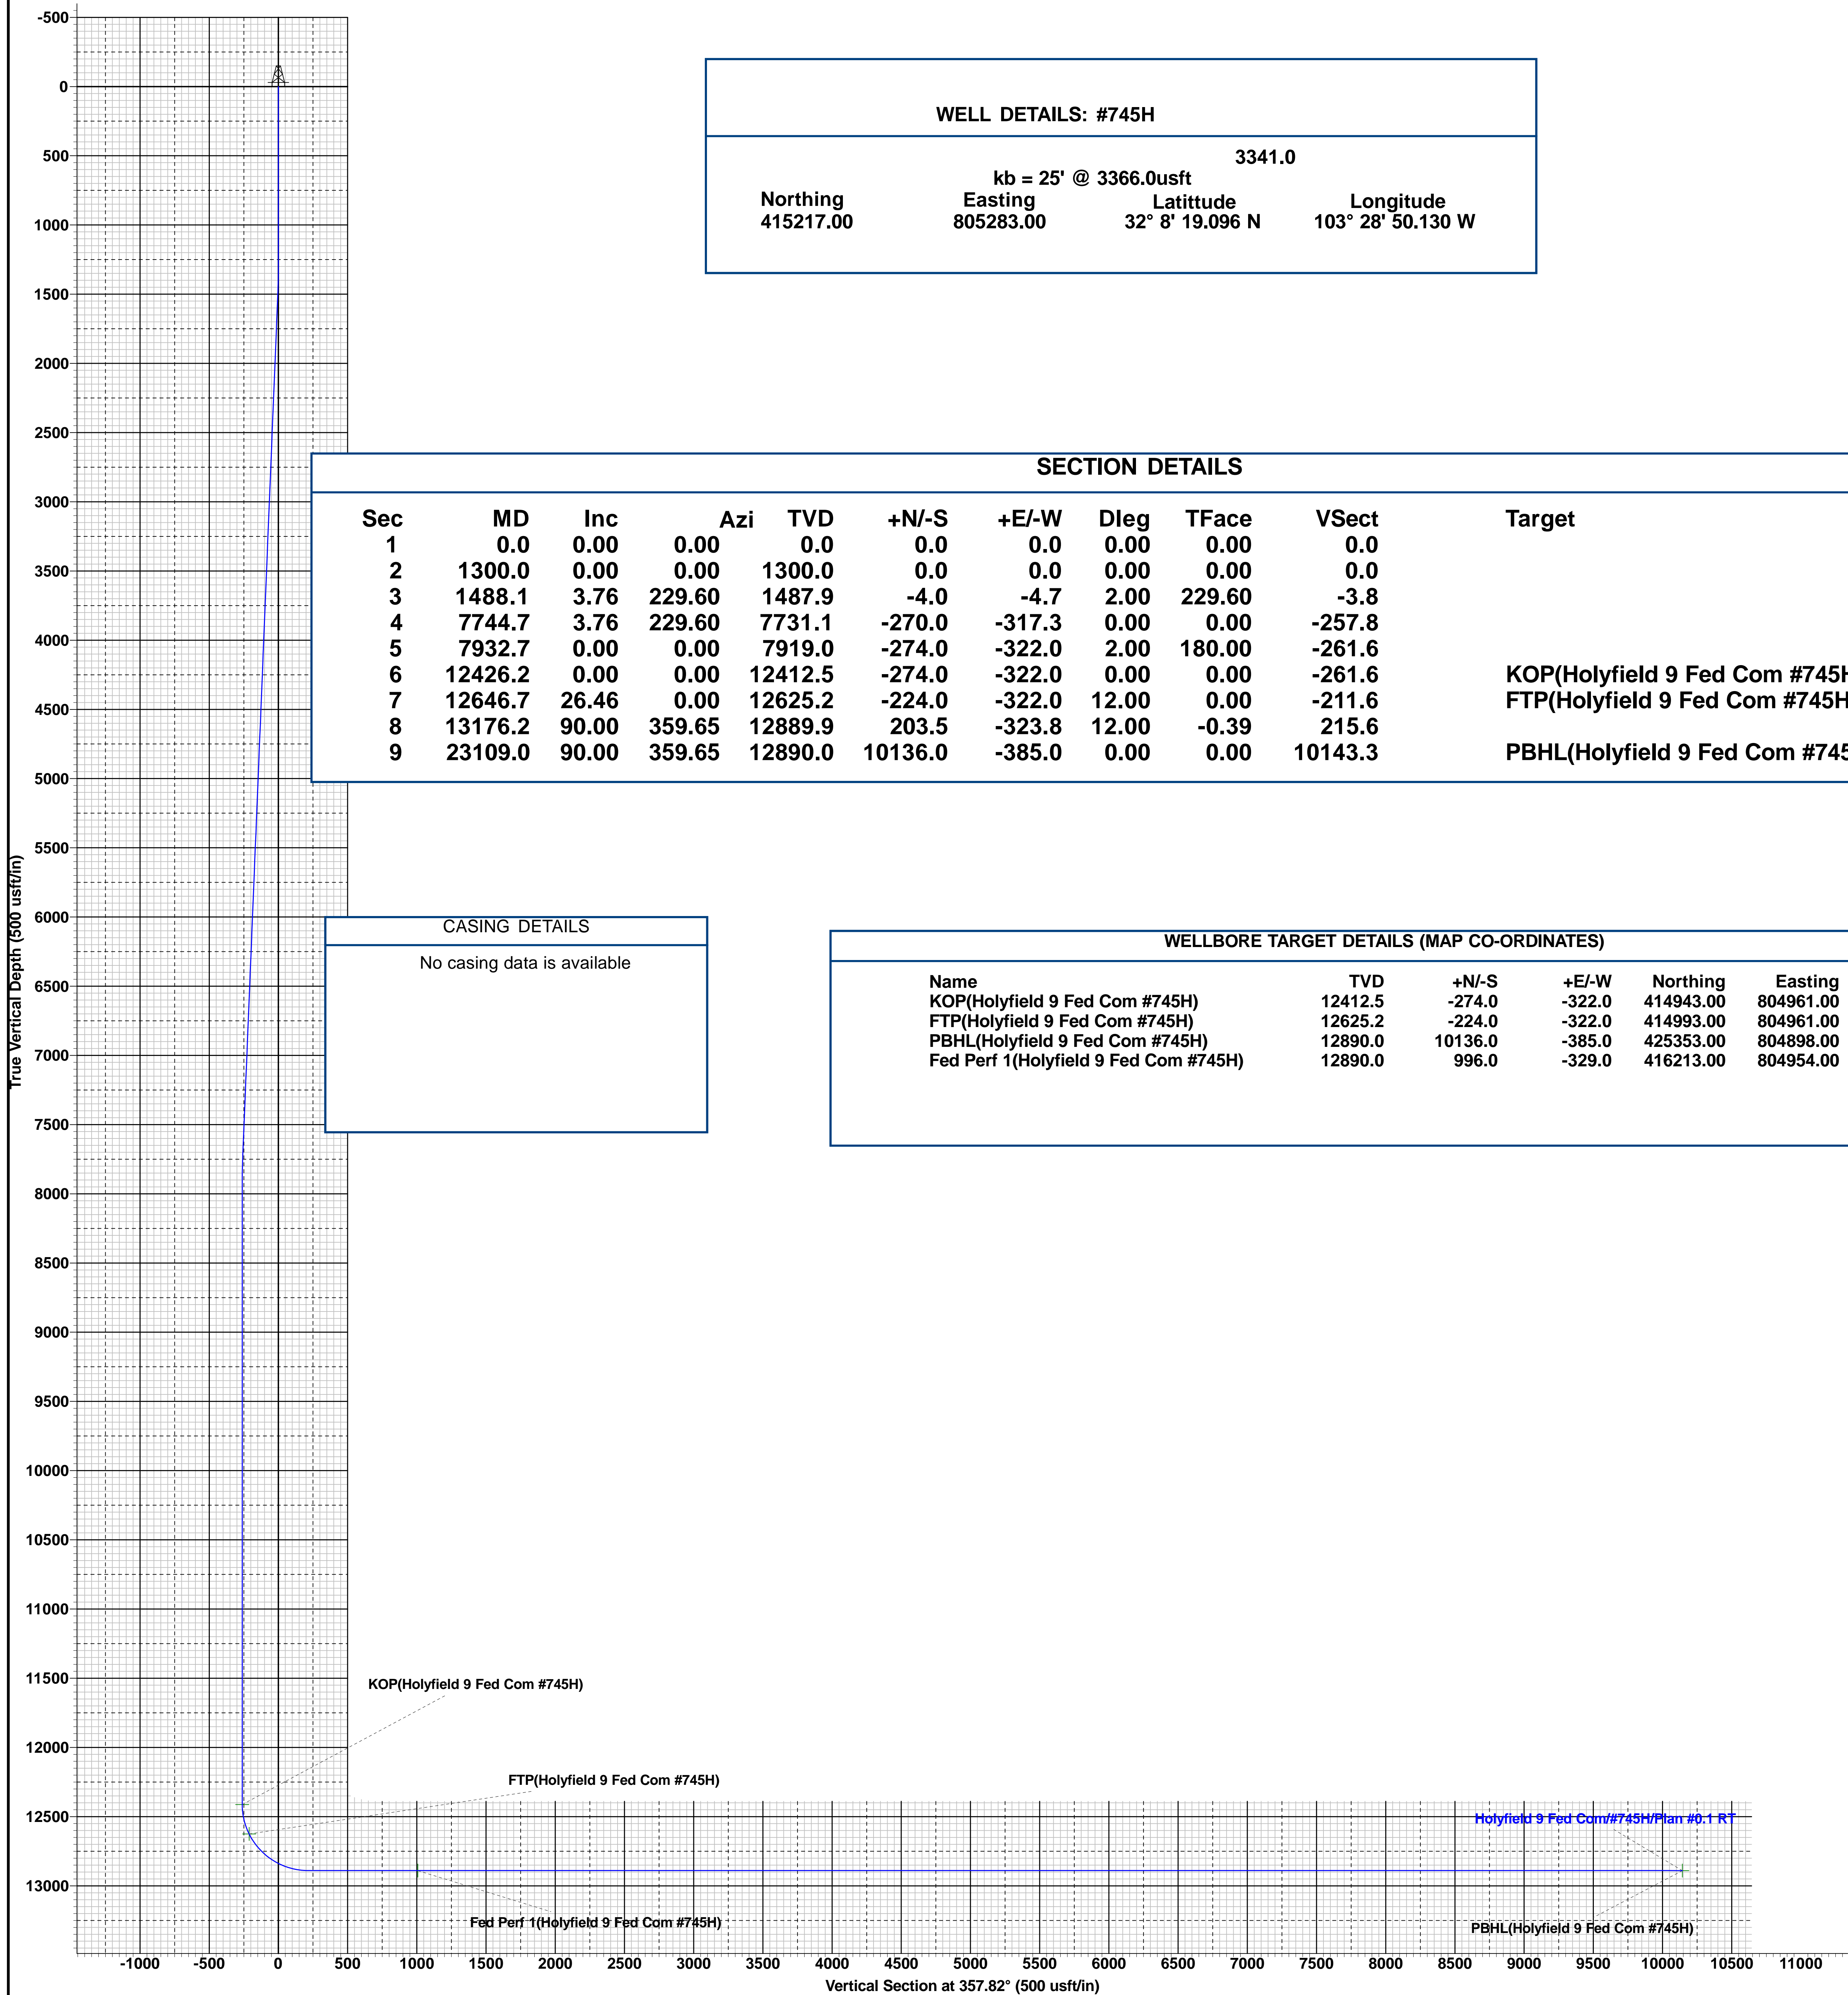 -500
0
500
1000
1500
2000
2500
3000
3500
4000
4500
5000
5500
6000
6500
7000
7500
8000
8500
9000
9500
10000
10500
11000
11500
12000
12500
13000
True Vertical Depth (500 usft/in)
WELL DETAILS: #745H
3341.0
kb = 25' @ 3366.0usft
Northing Easting Latittude Longitude
415217.00 805283.00 32° 8' 19.096 N 103° 28' 50.130 W
SECTION DETAILS
Sec MD Inc Azi TVD +N/-S +E/-W Dleg TFace VSect Target
1 0.0 0.00 0.00 0.0 0.0 0.0 0.00 0.00 0.0
2 1300.0 0.00 0.00 1300.0 0.0 0.0 0.00 0.00 0.0
3 1488.1 3.76 229.60 1487.9 -4.0 -4.7 2.00 229.60 -3.8
4 7744.7 3.76 229.60 7731.1 -270.0 -317.3 0.00 0.00 -257.8
5 7932.7 0.00 0.00 7919.0 -274.0 -322.0 2.00 180.00 -261.6
6 12426.2 0.00 0.00 12412.5 -274.0 -322.0 0.00 0.00 -261.6 KOP(Holyfield 9 Fed Com #745H
7 12646.7 26.46 0.00 12625.2 -224.0 -322.0 12.00 0.00 -211.6 FTP(Holyfield 9 Fed Com #745H
8 13176.2 90.00 359.65 12889.9 203.5 -323.8 12.00 -0.39 215.6
9 23109.0 90.00 359.65 12890.0 10136.0 -385.0 0.00 0.00 10143.3 PBHL(Holyfield 9 Fed Com #745
CASING DETAILS
No casing data is available
WELLBORE TARGET DETAILS (MAP CO-ORDINATES)
Name TVD +N/-S +E/-W Northing Easting
KOP(Holyfield 9 Fed Com #745H) 12412.5 -274.0 -322.0 414943.00 804961.00
FTP(Holyfield 9 Fed Com #745H) 12625.2 -224.0 -322.0 414993.00 804961.00
PBHL(Holyfield 9 Fed Com #745H) 12890.0 10136.0 -385.0 425353.00 804898.00
Fed Perf 1(Holyfield 9 Fed Com #745H) 12890.0 996.0 -329.0 416213.00 804954.00
KOP(Holyfield 9 Fed Com #745H)
FTP(Holyfield 9 Fed Com #745H)
Holyfield 9 Fed Com/#745H/Plan #0.1 RT
Fed Perf 1(Holyfield 9 Fed Com #745H)
PBHL(Holyfield 9 Fed Com #745H)
-1000 -500 0 500 1000 1500 2000 2500 3000 3500 4000 4500 5000 5500 6000 6500 7000 7500 8000 8500 9000 9500 10000 10500 11000
Vertical Section at 357.82° (500 usft/in)